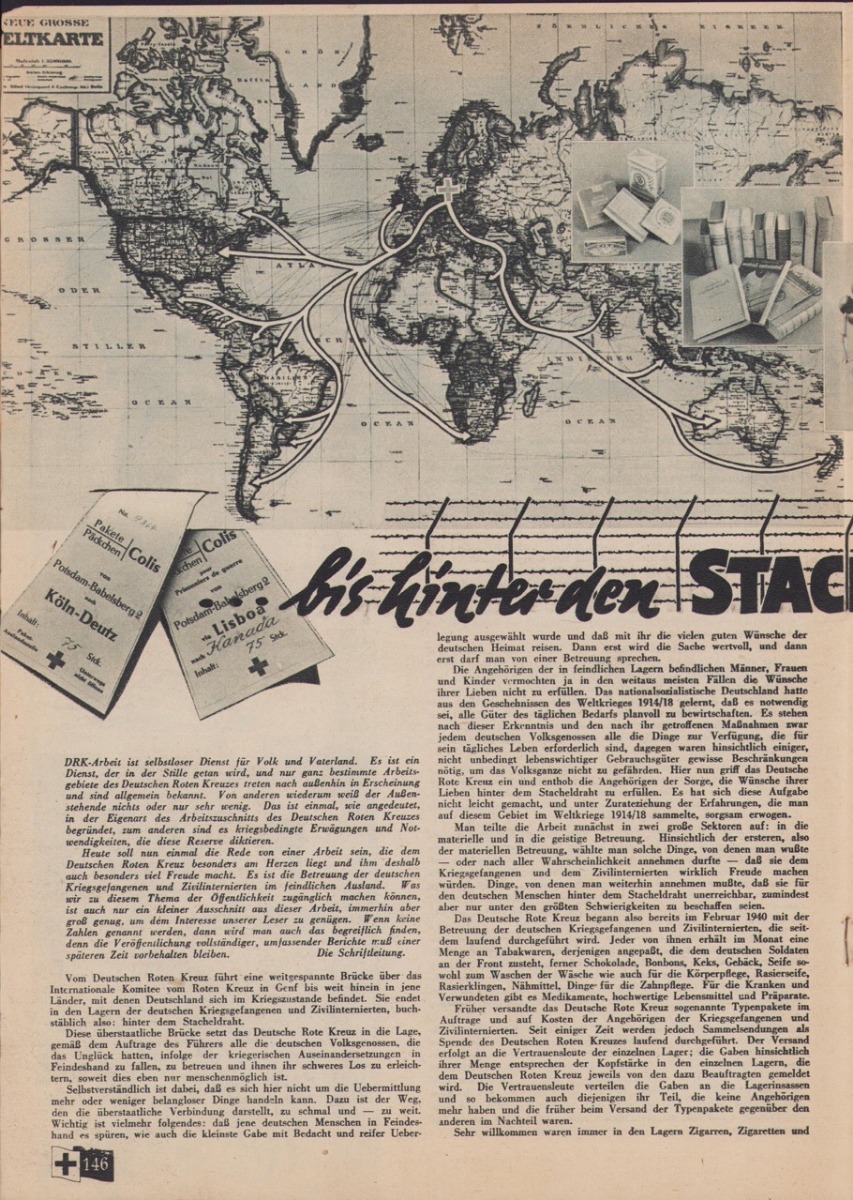 NEUE GROSSE
WELTKARTE
GROSSER
ODER
STILLER
OCEAN
ATLA
OCEAN
INDISCHER
OCEAN
No. 9364
Pakete
Päckchen Colis
von
Potsdam-Babelsberg 2
nach
Köln-Deutz
Inhalt: 75 Stck.
Colis
Prisonniers de guerre
von
Potsdam-Babelsberg 2
via Lisboa
nach Kanada
Inhalt: 75 Stck.
bis hinter den STAC
DRK-Arbeit ist selbstloser Dienst für Volk und Vaterland. Es ist ein
Dienst, der in der Stille getan wird, und nur ganz bestimmte Arbeits-
gebiete des Deutschen Roten Kreuzes treten nach außenhin in Erscheinung
und sind allgemein bekannt. Von anderen wiederum weiß der Außen-
stehende nichts oder nur sehr wenig. Das ist einmal, wie angedeutet,
in der Eigenart des Arbeitszuschnitts des Deutschen Roten Kreuzes
begründet, zum anderen sind es kriegsbedingte Erwägungen und Not-
wendigkeiten, die diese Reserve diktieren.
Heute soll nun einmal die Rede von einer Arbeit sein, die dem
Deutschen Roten Kreuz besonders am Herzen liegt und ihm deshalb
auch besonders viel Freude macht. Es ist die Betreuung der deutschen
Kriegsgefangenen und Zivilinternierten im feindlichen Ausland. Was
wir zu diesem Thema der Öffentlichkeit zugänglich machen können,
ist auch nur ein kleiner Ausschnitt aus dieser Arbeit, immerhin aber
groß genug, um dem Interesse unserer Leser zu genügen. Wenn keine
Zahlen genannt werden, dann wird man auch das begreiflich finden,
denn die Veröffentlichung vollständiger, umfassender Berichte muß einer
späteren Zeit vorbehalten bleiben. Die Schriftleitung.
Vom Deutschen Roten Kreuz führt eine weitgespannte Brücke über das
Internationale Komitee vom Roten Kreuz in Genf bis weit hinein in jene
Länder, mit denen Deutschland sich im Kriegszustande befindet. Sie endet
in den Lagern der deutschen Kriegsgefangenen und Zivilinternierten, buch-
stäblich also: hinter dem Stacheldraht.
Diese überstaatliche Brücke setzt das Deutsche Rote Kreuz in die Lage,
gemäß dem Auftrage des Führers alle die deutschen Volksgenossen, die
das Unglück hatten, infolge der kriegerischen Auseinandersetzungen in
Feindeshand zu fallen, zu betreuen und ihnen ihr schweres Los zu erleich-
tern, soweit dies eben nur menschenmöglich ist.
Selbstverständlich ist dabei, daß es sich hier nicht um die Uebermittlung
mehr oder weniger belangloser Dinge handeln kann. Dazu ist der Weg,
den die überstaatliche Verbindung darstellt, zu schmal und — zu weit.
Wichtig ist vielmehr folgendes: daß jene deutschen Menschen in Feindes-
hand es spüren, wie auch die kleinste Gabe mit Bedacht und reifer Ueber-
legung ausgewählt wurde und daß mit ihr die vielen guten Wünsche der
deutschen Heimat reisen. Dann erst wird die Sache wertvoll, und dann
erst darf man von einer Betreuung sprechen.
Die Angehörigen der in feindlichen Lagern befindlichen Männer, Frauen
und Kinder vermochten ja in den weitaus meisten Fällen die Wünsche
ihrer Lieben nicht zu erfüllen. Das nationalsozialistische Deutschland hatte
aus den Geschehnissen des Weltkrieges 1914/18 gelernt, daß es notwendig
sei, alle Güter des täglichen Bedarfs planvoll zu bewirtschaften. Es stehen
nach dieser Erkenntnis und den nach ihr getroffenen Maßnahmen zwar
jedem deutschen Volksgenossen alle die Dinge zur Verfügung, die für
sein tägliches Leben erforderlich sind, dagegen waren hinsichtlich einiger,
nicht unbedingt lebenswichtiger Gebrauchsgüter gewisse Beschränkungen
nötig, um das Volksganze nicht zu gefährden. Hier nun griff das Deutsche
Rote Kreuz ein und enthob die Angehörigen der Sorge, die Wünsche ihrer
Lieben hinter dem Stacheldraht zu erfüllen. Es hat sich diese Aufgabe
nicht leicht gemacht, und unter Zurateziehung der Erfahrungen, die man
auf diesem Gebiet im Weltkriege 1914/18 sammelte, sorgsam erwogen.
Man teilte die Arbeit zunächst in zwei große Sektoren auf: in die
materielle und in die geistige Betreuung. Hinsichtlich der ersteren, also
der materiellen Betreuung, wählte man solche Dinge, von denen man wußte
— oder nach aller Wahrscheinlichkeit annehmen durfte — daß sie dem
Kriegsgefangenen und dem Zivilinternierten wirklich Freude machen
würden. Dinge, von denen man weiterhin annehmen mußte, daß sie für
den deutschen Menschen hinter dem Stacheldraht unerreichbar, zumindest
aber nur unter den größten Schwierigkeiten zu beschaffen seien.
Das Deutsche Rote Kreuz begann also bereits im Februar 1940 mit der
Betreuung der deutschen Kriegsgefangenen und Zivilinternierten, die seit-
dem laufend durchgeführt wird. Jeder von ihnen erhält im Monat eine
Menge an Tabakwaren, derjenigen angepaßt, die dem deutschen Soldaten
an der Front zusteht, ferner Schokolade, Bonbons, Keks, Gebäck, Seife so-
wohl zum Waschen der Wäsche wie auch für die Körperpflege, Rasierseife,
Rasierklingen, Nähmittel, Dinge für die Zahnpflege. Für die Kranken und
Verwundeten gibt es Medikamente, hochwertige Lebensmittel und Präparate.
Früher versandte das Deutsche Rote Kreuz sogenannte Typenpakete im
Auftrage und auf Kosten der Angehörigen der Kriegsgefangenen und
Zivilinternierten. Seit einiger Zeit werden jedoch Sammelsendungen als
Spende des Deutschen Roten Kreuzes laufend durchgeführt. Der Versand
erfolgt an die Vertrauensleute der einzelnen Lager; die Gaben hinsichtlich
ihrer Menge entsprechen der Kopfstärke in den einzelnen Lagern, die
dem Deutschen Roten Kreuz jeweils von den dazu Beauftragten gemeldet
wird. Die Vertrauensleute verteilen die Gaben an die Lagerinsassen
und so bekommen auch diejenigen ihr Teil, die keine Angehörigen
mehr haben und die früher beim Versand der Typenpakete gegenüber den
anderen im Nachteil waren.
Sehr willkommen waren immer in den Lagern Zigarren, Zigaretten und
146